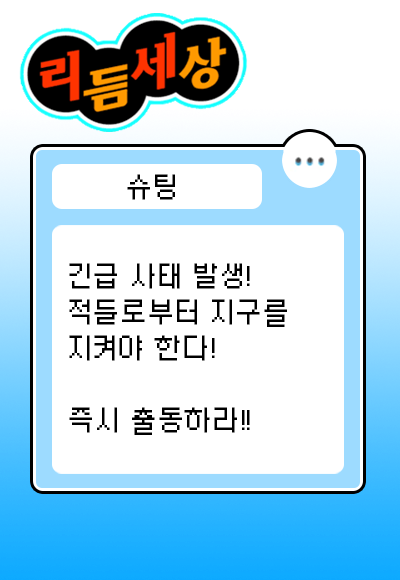 리듬세상
슈팅
긴급 사태 발생!
적들로부터 지구를
지켜야 한다!
즉시 출동하라!!